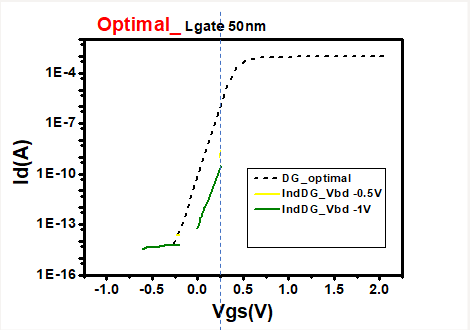 Optimal_ Lgate 50nm
Id(A)
1E-4
1E-7
1E-10
1E-13
1E-16
DG_optimal
IndDG_Vbd -0.5V
IndDG_Vbd -1V
-1.0 -0.5 0.0 0.5 1.0 1.5 2.0
Vgs(V)